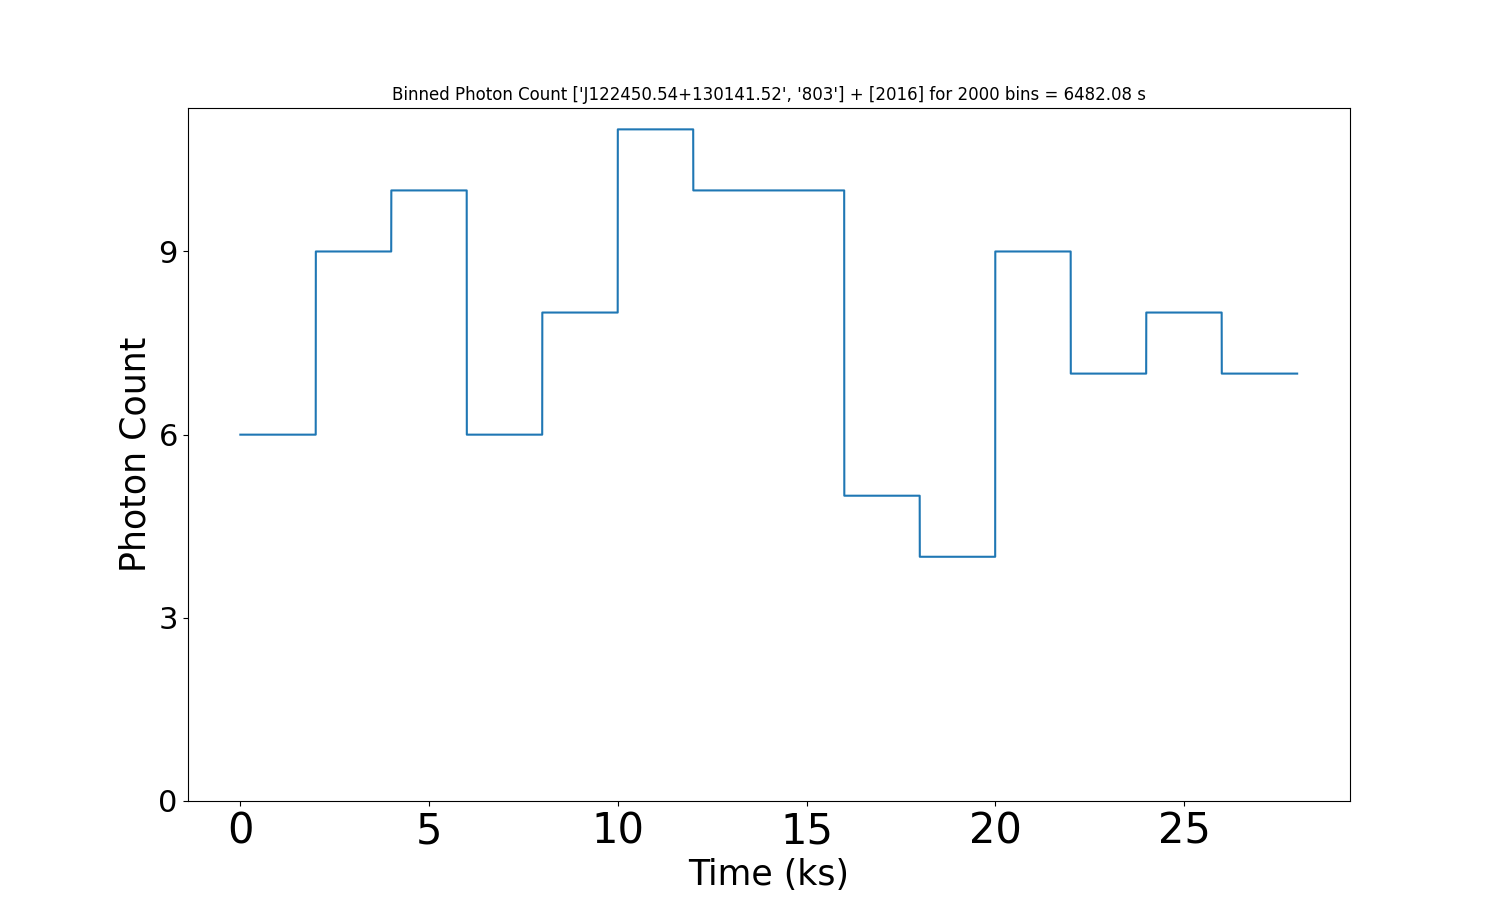 Binned Photon Count ['J122450.54+130141.52', '803'] + [2016] for 2000 bins = 6482.08 s
9
6
3
0
Photon Count
0 5 10 15 20 25
Time (ks)